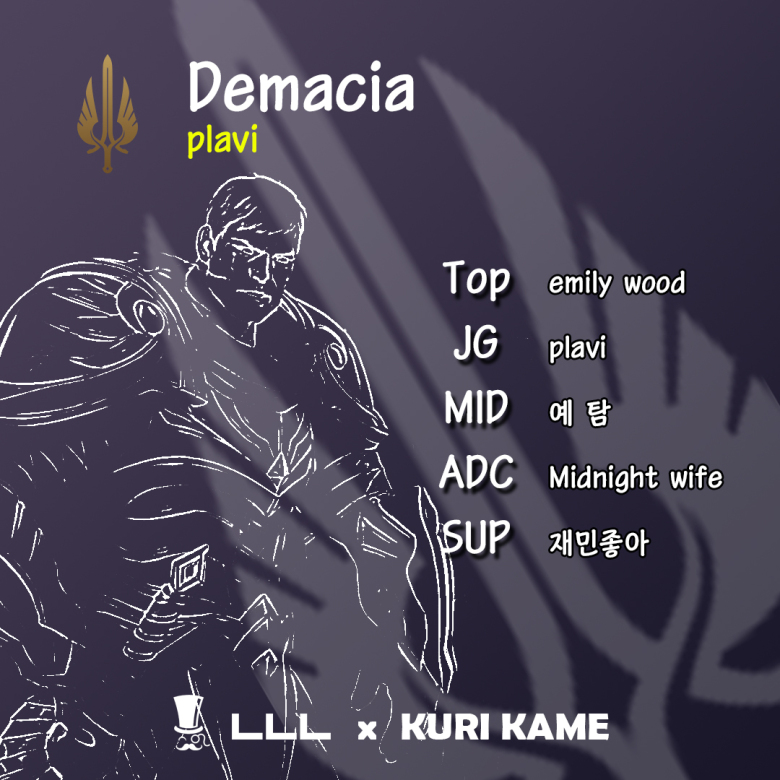 Demacia
plavi
Top emily wood
JG plavi
MID 예 탐
ADC Midnight wife
SUP 재민좋아
LLL x KURI KAME